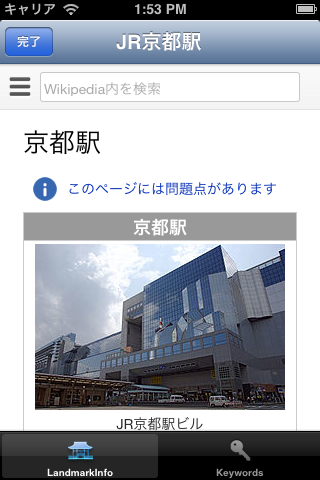 キャリア 1:53 PM
完了 JR京都駅
Wikipedia内を検索
京都駅
このページには問題点があります
京都駅
JR京都駅ビル
LandmarkInfo Keywords